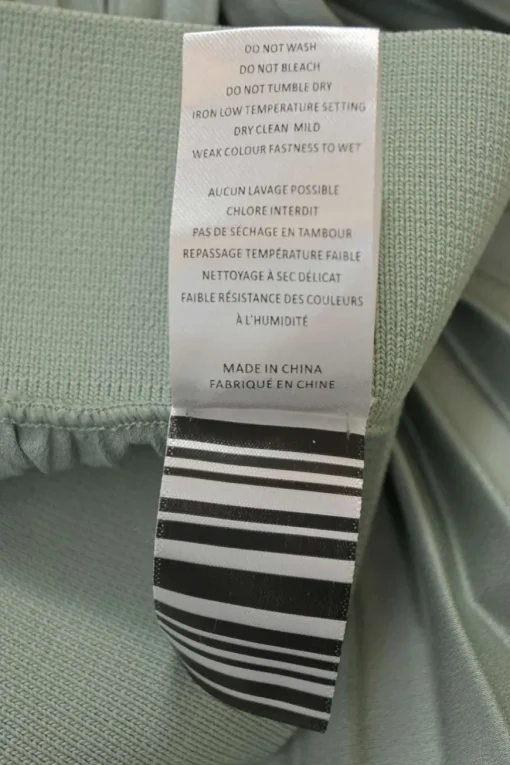 DO NOT WASH
DO NOT BLEACH
DO NOT TUMBLE DRY
IRON LOW TEMPERATURE SETTING
DRY CLEAN MILD
WEAK COLOUR FASTNESS TO WET
AUCUN LAVAGE POSSIBLE
CHLORE INTERDIT
PAS DE SÉCHAGE EN TAMBOUR
REPASSAGE TEMPÉRATURE FAIBLE
NETTOYAGE À SEC DÉLICAT
FAIBLE RÉSISTANCE DES COULEURS
À L'HUMIDITÉ
MADE IN CHINA
FABRIQUÉ EN CHINE